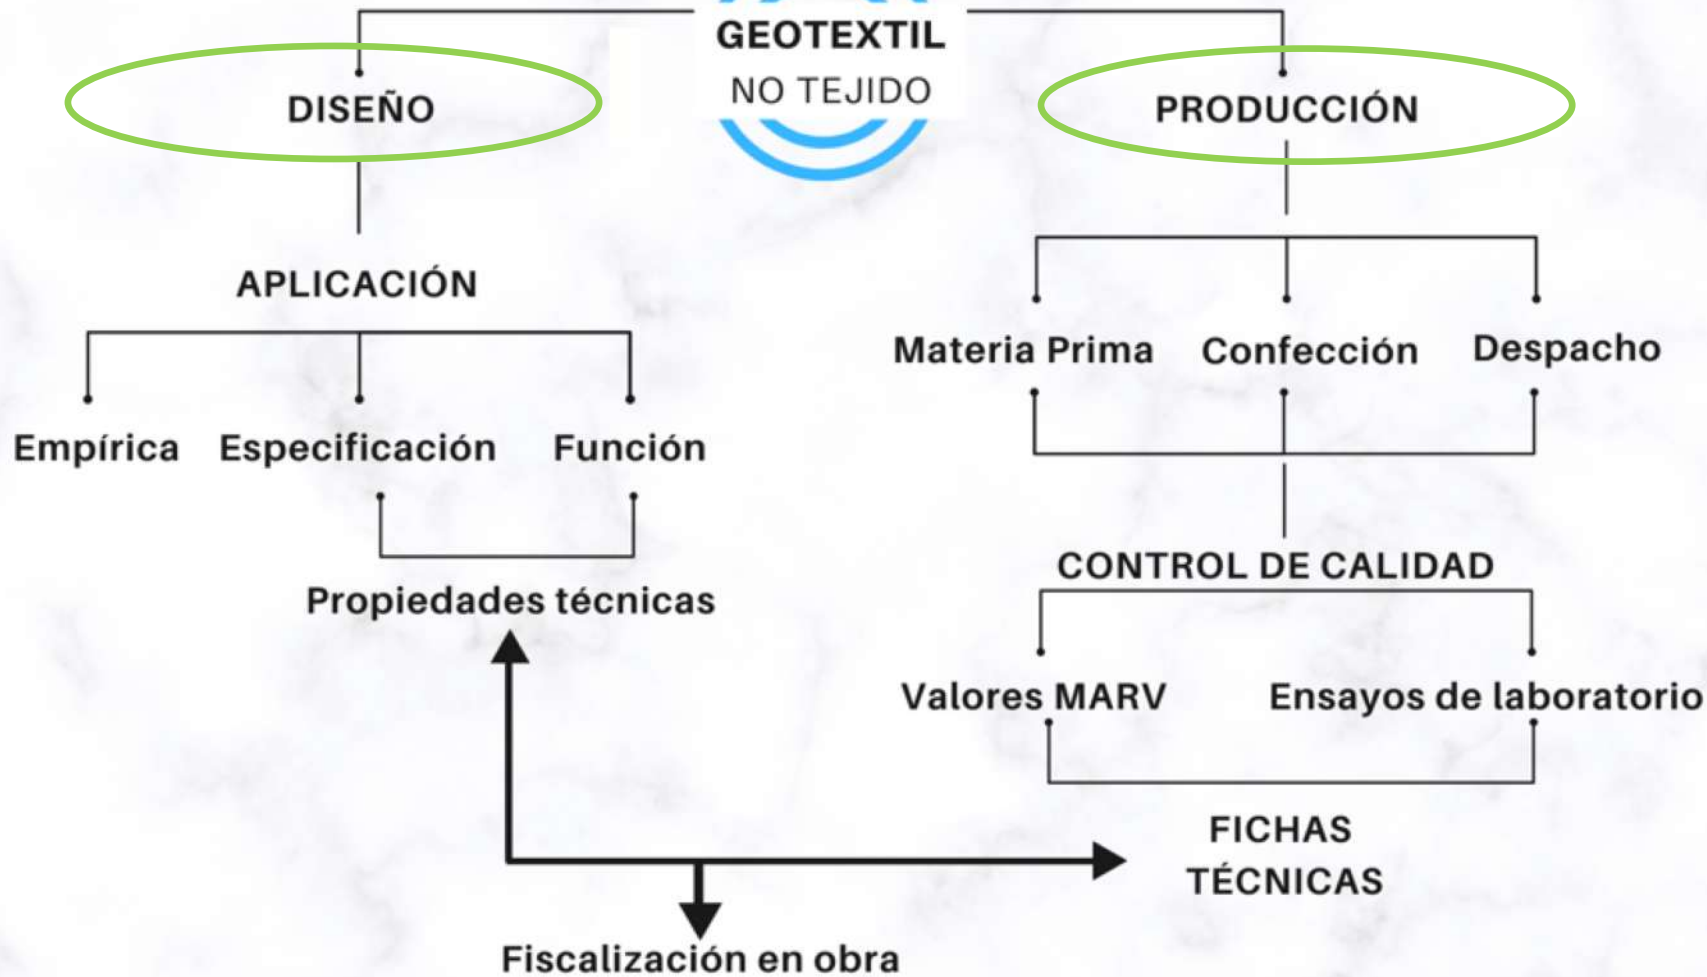 GEOTEXTIL
NO TEJIDO
DISEÑO
PRODUCCIÓN
APLICACIÓN
Empírica
Especificación
Función
Propiedades técnicas
Materia Prima
Confección
Despacho
CONTROL DE CALIDAD
Valores MARV
Ensayos de laboratorio
FICHAS
TÉCNICAS
Fiscalización en obra